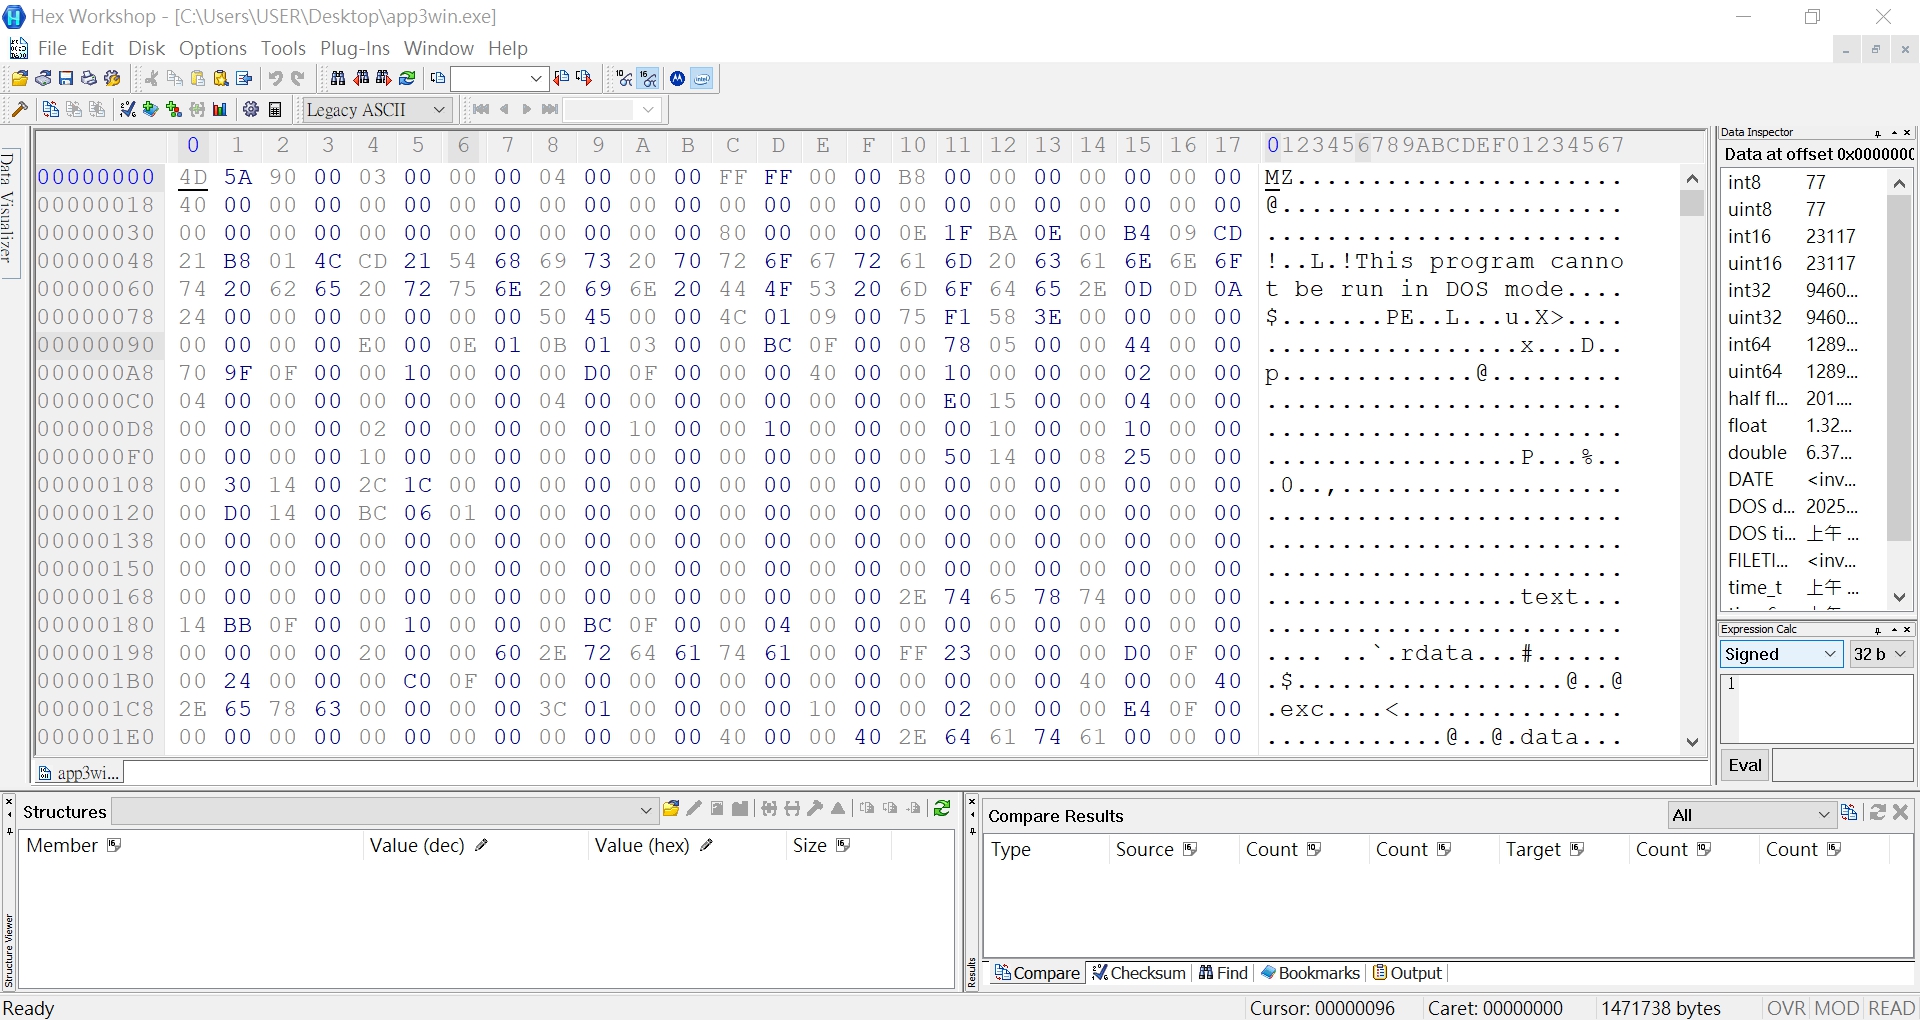 Hex Workshop - [C:\Users\USER\Desktop\app3win.exe]
File Edit Disk Options Tools Plug-Ins Window Help
Legacy ASCII
Data Visualizer
0 1 2 3 4 5 6 7 8 9 A B C D E F 10 11 12 13 14 15 16 17 0123456789ABCDEF01234567
00000000 4D 5A 90 00 03 00 00 00 04 00 00 00 FF FF 00 00 B8 00 00 00 00 00 00 00 MZ......................
00000018 40 00 00 00 00 00 00 00 00 00 00 00 00 00 00 00 00 00 00 00 00 00 00 00 @.......................
00000030 00 00 00 00 00 00 00 00 00 00 00 00 80 00 00 00 0E 1F BA 0E 00 B4 09 CD ........................
00000048 21 B8 01 4C CD 21 54 68 69 73 20 70 72 6F 67 72 61 6D 20 63 61 6E 6E 6F !..L.!This program canno
00000060 74 20 62 65 20 72 75 6E 20 69 6E 20 44 4F 53 20 6D 6F 64 65 2E 0D 0D 0A t be run in DOS mode....
00000078 24 00 00 00 00 00 00 00 50 45 00 00 4C 01 09 00 75 F1 58 3E 00 00 00 00 $.......PE..L...u.X>....
00000090 00 00 00 00 E0 00 0E 01 0B 01 03 00 00 BC 0F 00 00 78 05 00 00 44 00 00 .................x...D..
000000A8 70 9F 0F 00 00 10 00 00 00 D0 0F 00 00 00 40 00 00 10 00 00 00 02 00 00 p.............@.........
000000C0 04 00 00 00 00 00 00 00 04 00 00 00 00 00 00 00 00 E0 15 00 00 04 00 00 ........................
000000D8 00 00 00 00 02 00 00 00 00 00 10 00 00 10 00 00 00 00 10 00 00 10 00 00 ........................
000000F0 00 00 00 00 10 00 00 00 00 00 00 00 00 00 00 00 00 50 14 00 08 25 00 00 .................P...%..
00000108 00 30 14 00 2C 1C 00 00 00 00 00 00 00 00 00 00 00 00 00 00 00 00 00 00 .0..,...................
00000120 00 D0 14 00 BC 06 01 00 00 00 00 00 00 00 00 00 00 00 00 00 00 00 00 00 ........................
00000138 00 00 00 00 00 00 00 00 00 00 00 00 00 00 00 00 00 00 00 00 00 00 00 00 ........................
00000150 00 00 00 00 00 00 00 00 00 00 00 00 00 00 00 00 00 00 00 00 00 00 00 00 ........................
00000168 00 00 00 00 00 00 00 00 00 00 00 00 00 00 00 00 2E 74 65 78 74 00 00 00 .................text...
00000180 14 BB 0F 00 00 10 00 00 00 BC 0F 00 00 04 00 00 00 00 00 00 00 00 00 00 ........................
00000198 00 00 00 00 20 00 00 60 2E 72 64 61 74 61 00 00 FF 23 00 00 00 D0 0F 00 .... ..`.rdata...#......
000001B0 00 24 00 00 00 C0 0F 00 00 00 00 00 00 00 00 00 00 00 00 00 40 00 00 40 .$..................@..@
000001C8 2E 65 78 63 00 00 00 00 3C 01 00 00 00 00 10 00 00 02 00 00 00 E4 0F 00 .exc....<...............
000001E0 00 00 00 00 00 00 00 00 00 00 00 00 40 00 00 40 2E 64 61 74 61 00 00 00 ............@..@.data...
app3wi...
Data Inspector
Data at offset 0x0000000
int8 77
uint8 77
int16 23117
uint16 23117
int32 9460...
uint32 9460...
int64 1289...
uint64 1289...
half fl... 201....
float 1.32...
double 6.37...
DATE <inv...
DOS d... 2025...
DOS ti... 上午 ...
FILETI... <inv...
time_t 上午 ...
Expression Calc
Signed 32 b
1
Eval
Structures
Member Value (dec) Value (hex) Size
Structure Viewer
Compare Results All
Type Source Count Count Target Count Count
Results
Compare Checksum Find Bookmarks Output
Ready Cursor: 00000096 Caret: 00000000 1471738 bytes OVR MOD READ